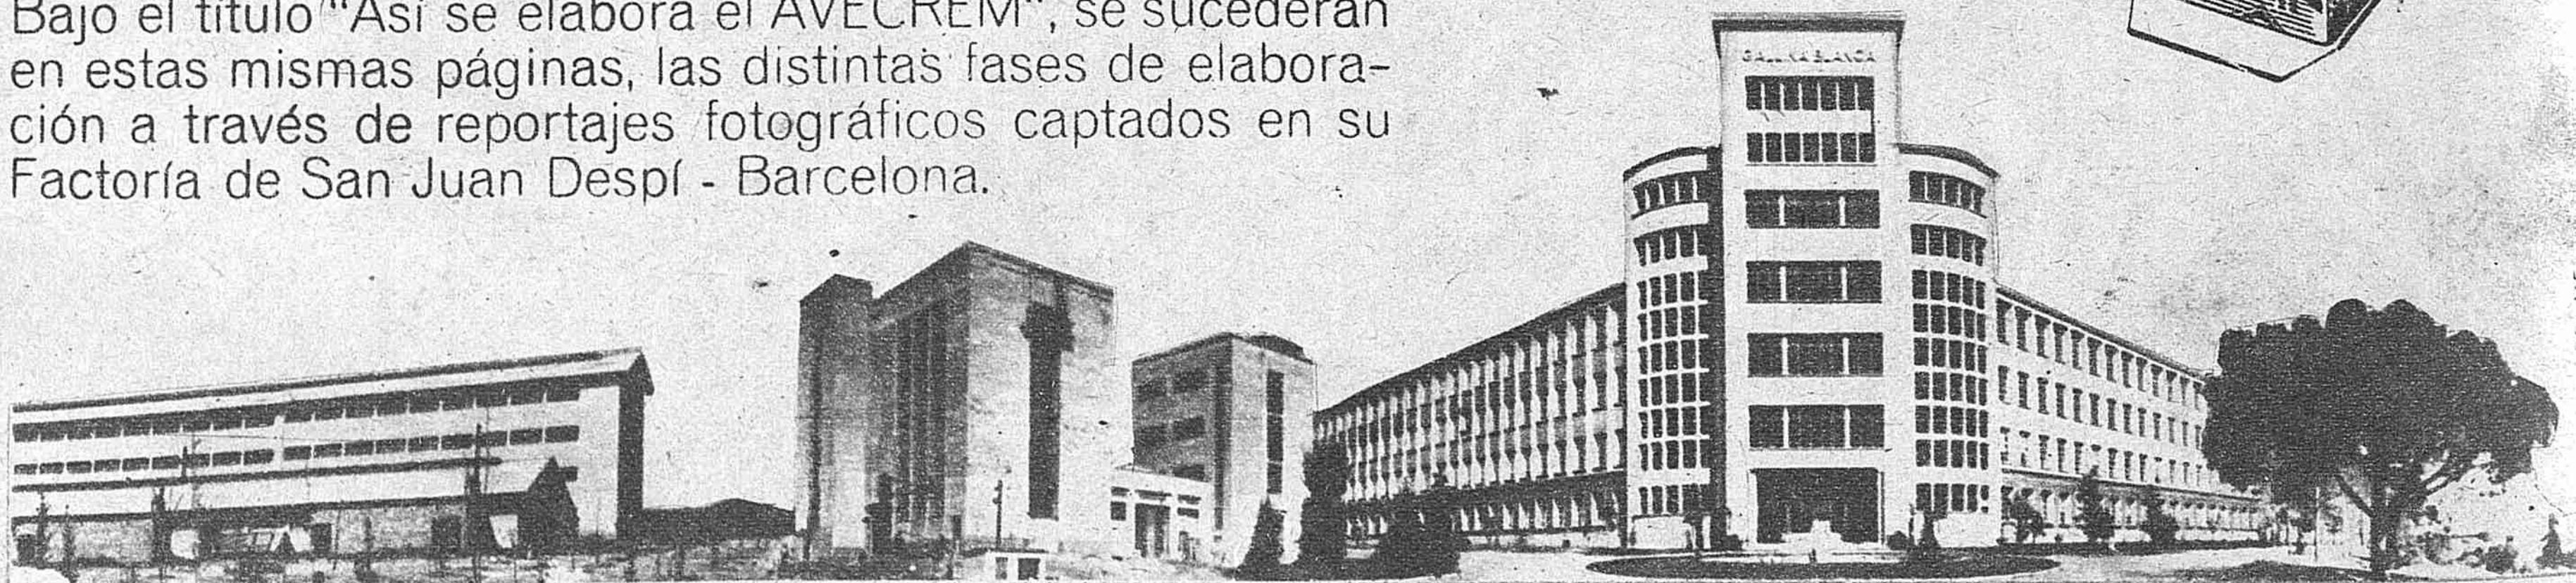 Bajo el título "Así se elabora el AVECREM", se sucederán
en estas mismas páginas, las distintas fases de elabora-
ción a través de reportajes fotográficos captados en su
Factoría de San Juan Despí - Barcelona.
GALLINA BLANCA